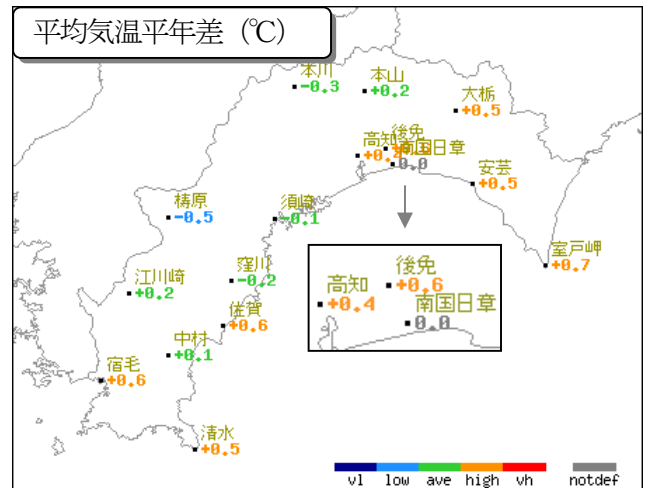 平均気温平年差（℃）
本川
-0.3
本山
+0.2
大栃
+0.5
高知
後免
南国日章
0.0
安芸
+0.5
室戸岬
+0.7
梼原
-0.5
須崎
-0.1
窪川
-0.2
江川崎
+0.2
佐賀
+0.6
中村
+0.1
宿毛
+0.6
清水
+0.5
後免
+0.6
高知
+0.4
南国日章
0.0
vl low ave high vh notdef